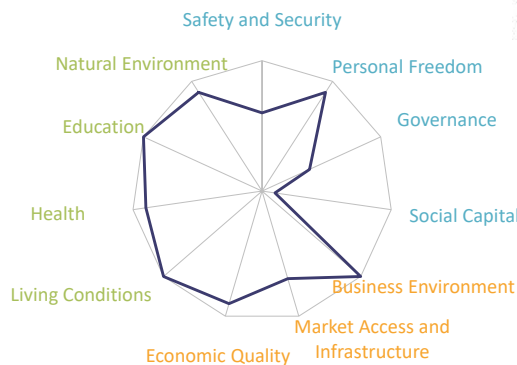 Safety and Security
Natural Environment
Personal Freedom
Education
Governance
Health
Social Capital
Living Conditions
Business Environment
Economic Quality
Market Access and
Infrastructure